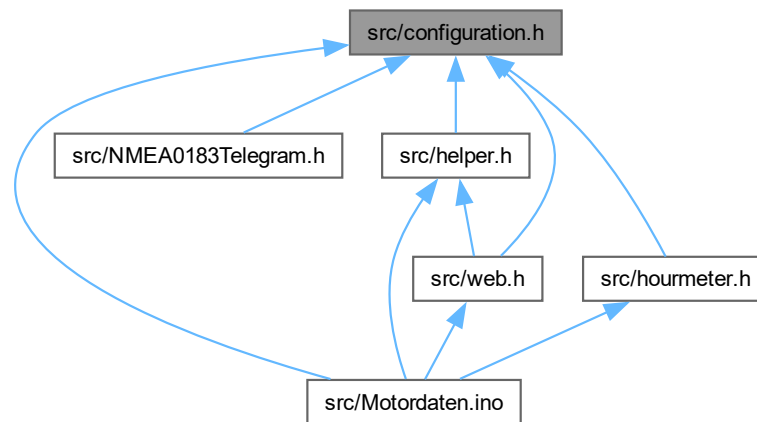 src/configuration.h
src/NMEA0183Telegram.h
src/helper.h
src/web.h
src/hourmeter.h
src/Motordaten.ino